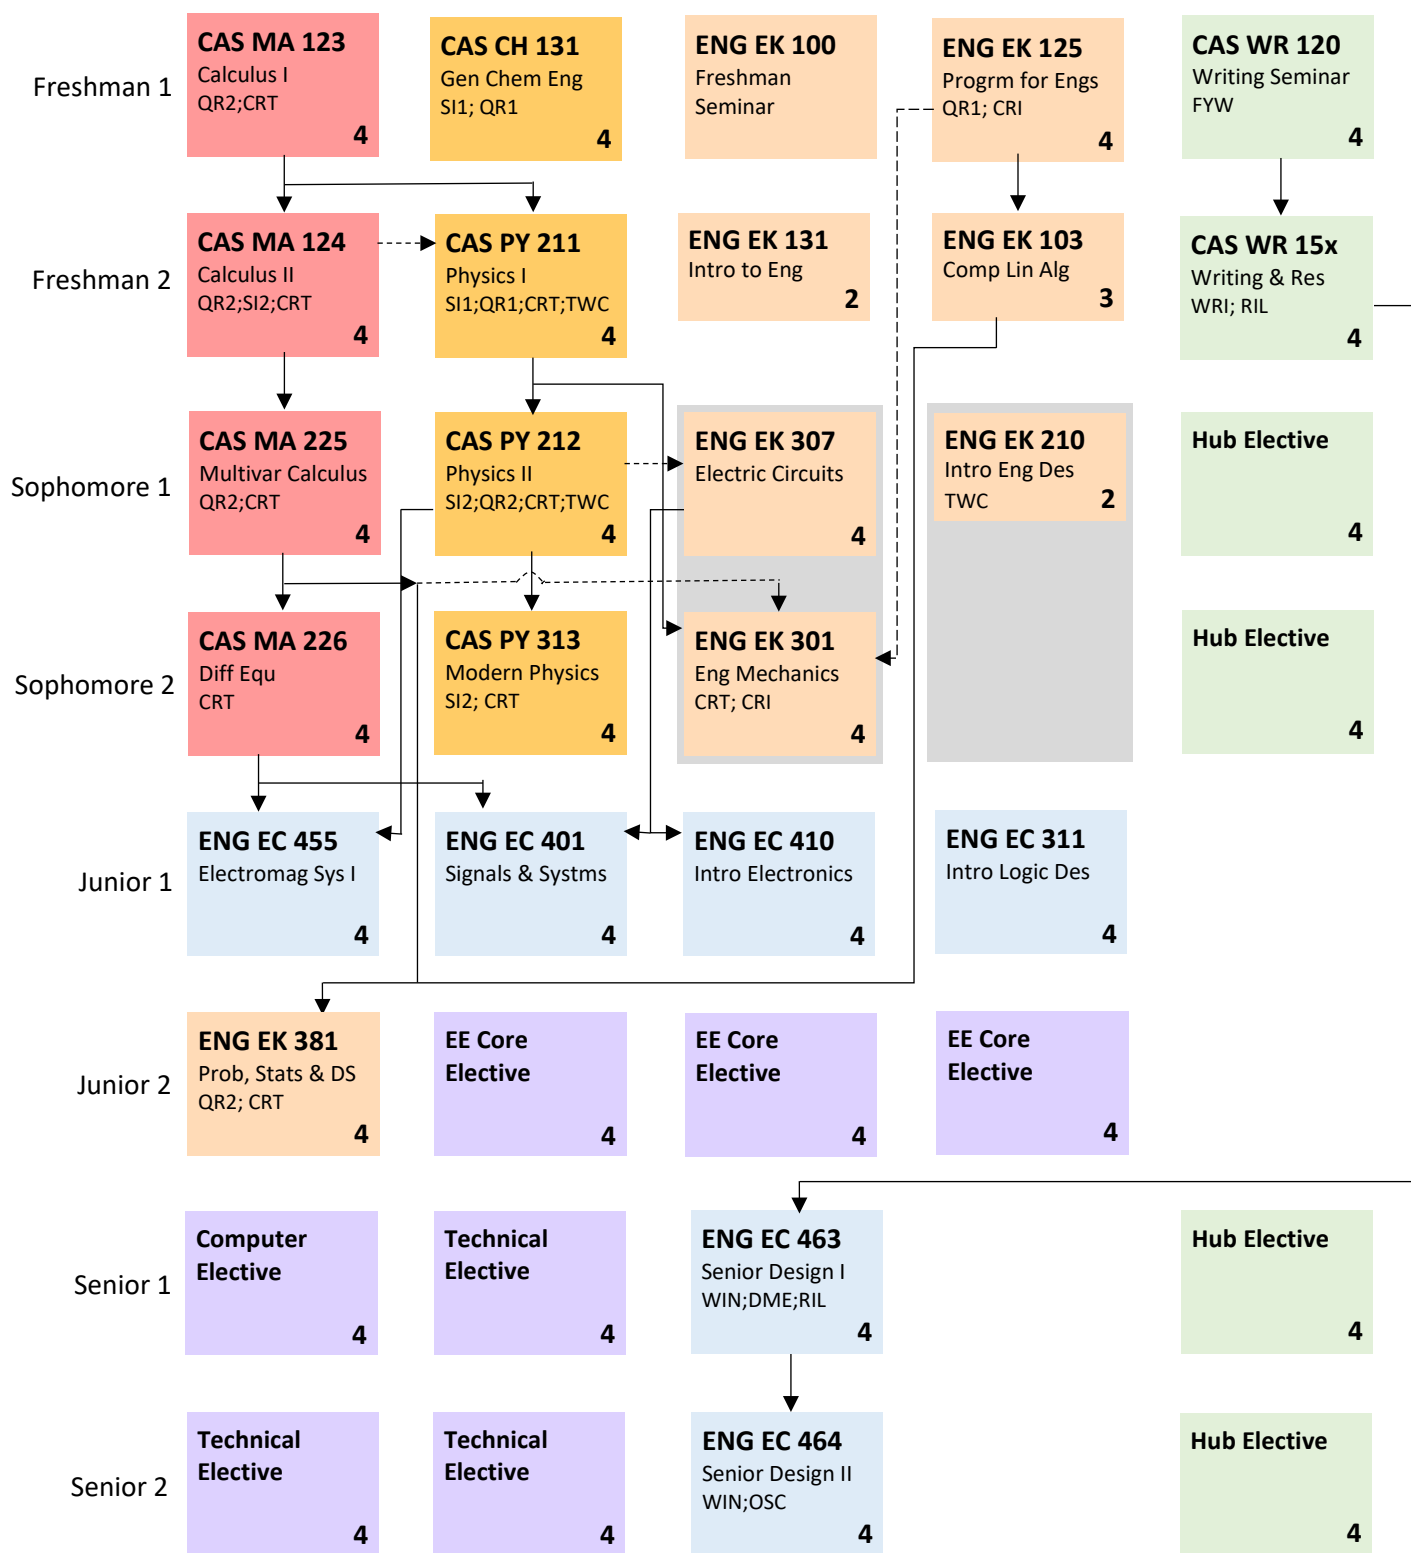 Freshman 1
CAS MA 123
Calculus I
QR2;CRT
4
CAS CH 131
Gen Chem Eng
SI1; QR1
4
ENG EK 100
Freshman
Seminar
ENG EK 125
Progrm for Engs
QR1; CRI
4
CAS WR 120
Writing Seminar
FYW
4
Freshman 2
CAS MA 124
Calculus II
QR2;SI2;CRT
4
CAS PY 211
Physics I
SI1;QR1;CRT;TWC
4
ENG EK 131
Intro to Eng
2
ENG EK 103
Comp Lin Alg
3
CAS WR 15x
Writing & Res
WRI; RIL
4
Sophomore 1
CAS MA 225
Multivar Calculus
QR2;CRT
4
CAS PY 212
Physics II
SI2;QR2;CRT;TWC
4
ENG EK 307
Electric Circuits
4
ENG EK 210
Intro Eng Des
TWC
2
Hub Elective
4
Sophomore 2
CAS MA 226
Diff Equ
CRT
4
CAS PY 313
Modern Physics
SI2; CRT
4
ENG EK 301
Eng Mechanics
CRT; CRI
4
Hub Elective
4
Junior 1
ENG EC 455
Electromag Sys I
4
ENG EC 401
Signals & Systms
4
ENG EC 410
Intro Electronics
4
ENG EC 311
Intro Logic Des
4
Junior 2
ENG EK 381
Prob, Stats & DS
QR2; CRT
4
EE Core
Elective
4
EE Core
Elective
4
EE Core
Elective
4
Senior 1
Computer
Elective
4
Technical
Elective
4
ENG EC 463
Senior Design I
WIN;DME;RIL
4
Hub Elective
4
Senior 2
Technical
Elective
4
Technical
Elective
4
ENG EC 464
Senior Design II
WIN;OSC
4
Hub Elective
4